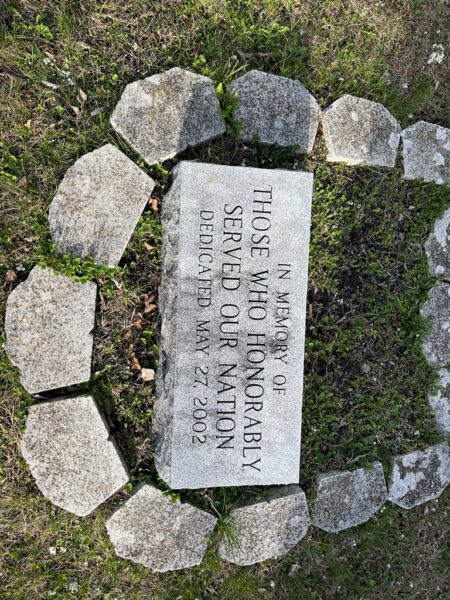 IN MEMORY OF
THOSE WHO HONORABLY
SERVED OUR NATION
DEDICATED MAY 27, 2002